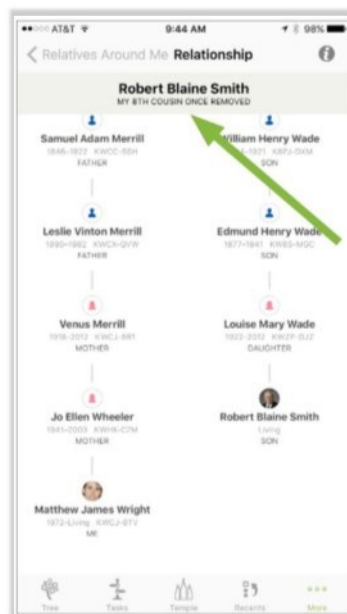 AT&T 9:44 AM 98%
Relatives Around Me Relationship
Robert Blaine Smith
MY 8TH COUSIN ONCE REMOVED
Samuel Adam Merrill
FATHER
William Henry Wade
SON
Leslie Vinton Merrill
FATHER
Edmund Henry Wade
SON
Venus Merrill
MOTHER
Louise Mary Wade
DAUGHTER
Jo Ellen Wheeler
MOTHER
Robert Blaine Smith
Living
SON
Matthew James Wright
ME
Tree
Tasks
Temple
Recents
More